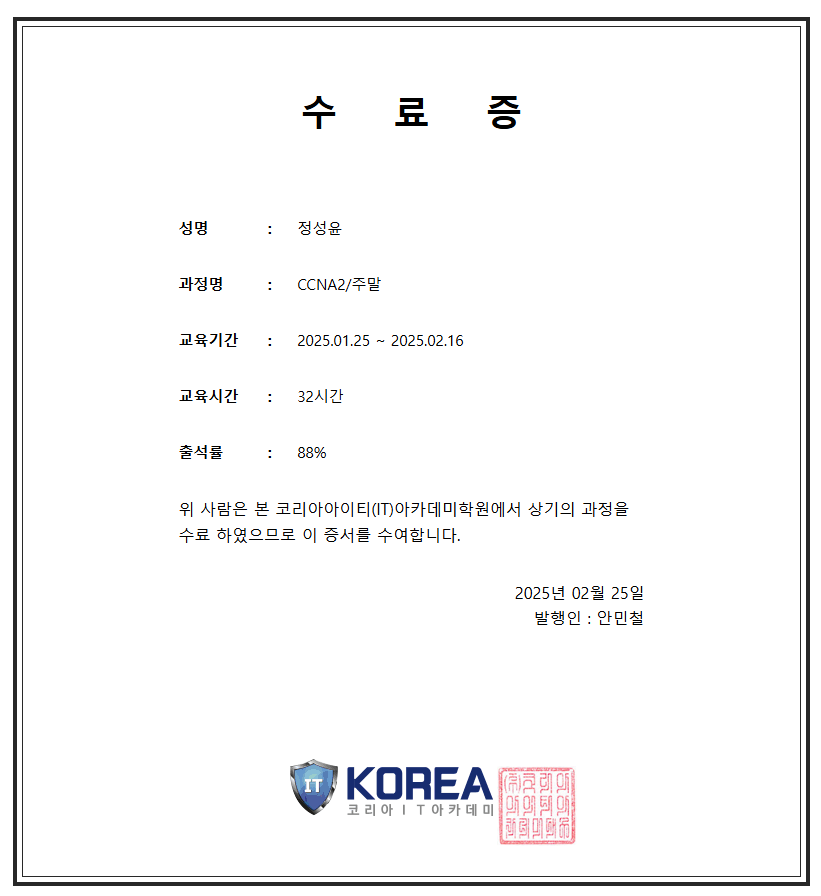 수 료 증
성명 : 정성윤
과정명 : CCNA2/주말
교육기간 : 2025.01.25 ~ 2025.02.16
교육시간 : 32시간
출석률 : 88%
위 사람은 본 코리아아이티(IT)아카데미학원에서 상기의 과정을
수료 하였으므로 이 증서를 수여합니다.
2025년 02월 25일
발행인 : 안민철
IT KOREA
코리아IT아카데미